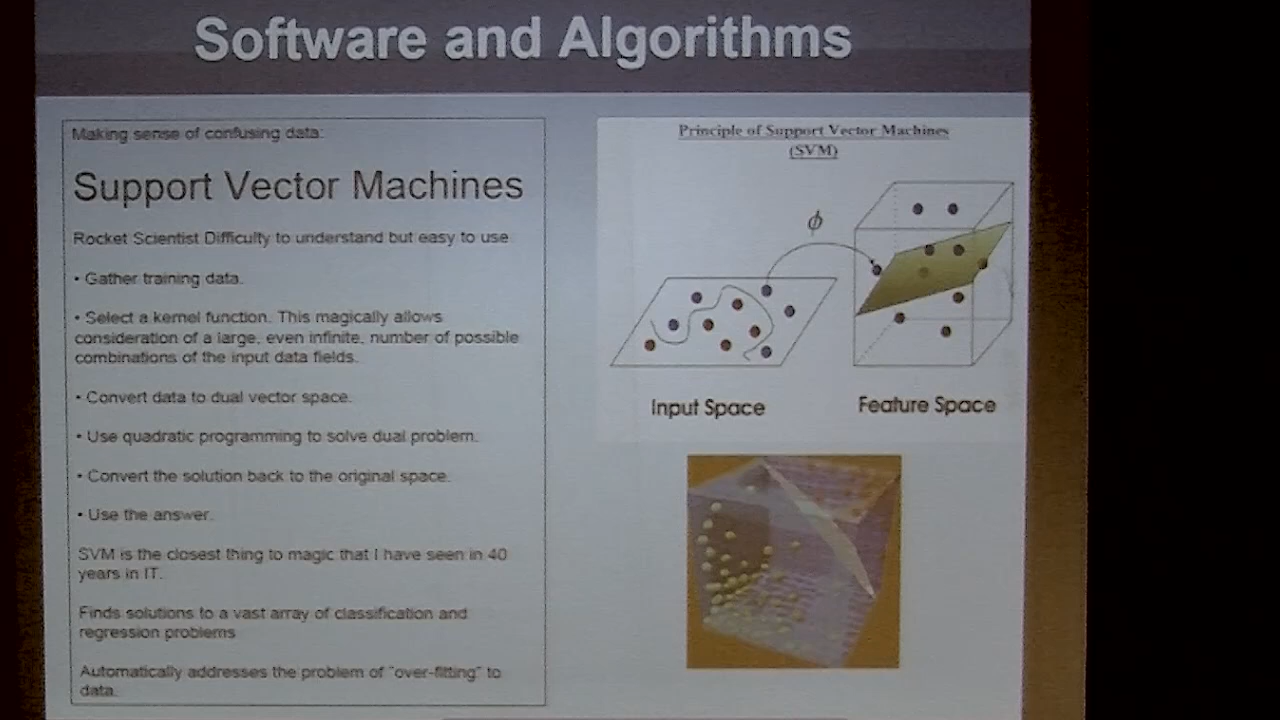 Software and Algorithms
Making sense of confusing data:
Support Vector Machines
Rocket Scientist Difficulty to understand but easy to use
• Gather training data.
• Select a kernel function. This magically allows
consideration of a large, even infinite, number of possible
combinations of the input data fields.
• Convert data to dual vector space.
• Use quadratic programming to solve dual problem.
• Convert the solution back to the original space.
• Use the answer.
SVM is the closest thing to magic that I have seen in 40
years in IT.
Finds solutions to a vast array of classification and
regression problems
Automatically addresses the problem of "over-fitting" to
data.
Principle of Support Vector Machines
(SVM)
ϕ
Input Space
Feature Space